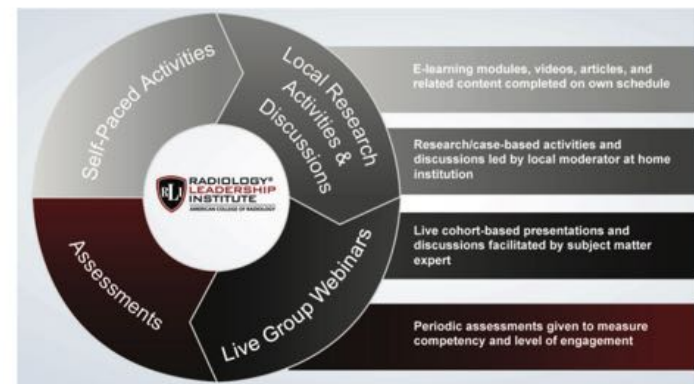 Self-Paced Activities
Local Research
Activities &
Discussions
Live Group Webinars
Assessments
RLI
RADIOLOGY®
LEADERSHIP
INSTITUTE
AMERICAN COLLEGE OF RADIOLOGY
E-learning modules, videos, articles, and
related content completed on own schedule
Research/case-based activities and
discussions led by local moderator at home
institution
Live cohort-based presentations and
discussions facilitated by subject matter
expert
Periodic assessments given to measure
competency and level of engagement